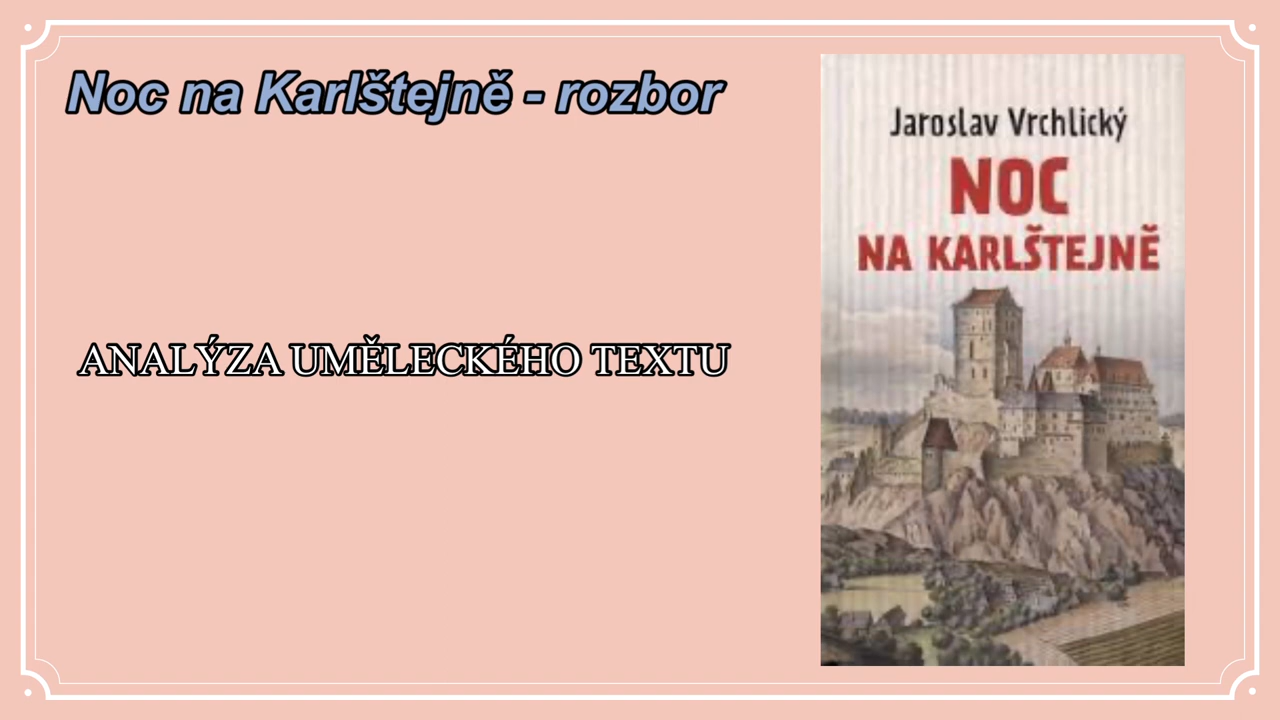 Noc na Karlštejně - rozbor
ANALÝZA UMĚLECKÉHO TEXTU
Jaroslav Vrchlický
NOC
NA KARLŠTEJNĚ